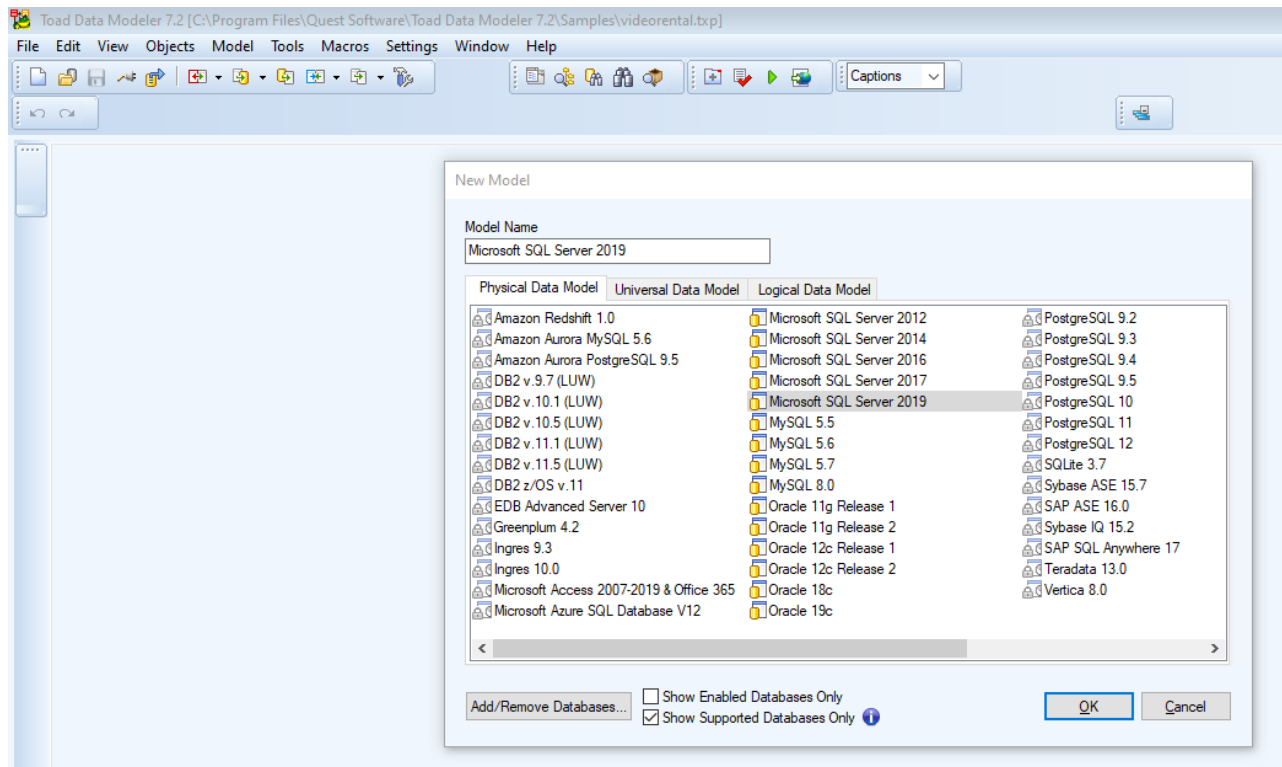 Toad Data Modeler 7.2 [C:\Program Files\Quest Software\Toad Data Modeler 7.2\Samples\videorental.txp]
File Edit View Objects Model Tools Macros Settings Window Help
Captions
New Model
Model Name
Microsoft SQL Server 2019
Physical Data Model Universal Data Model Logical Data Model
Amazon Redshift 1.0 Microsoft SQL Server 2012 PostgreSQL 9.2
Amazon Aurora MySQL 5.6 Microsoft SQL Server 2014 PostgreSQL 9.3
Amazon Aurora PostgreSQL 9.5 Microsoft SQL Server 2016 PostgreSQL 9.4
DB2 v.9.7 (LUW) Microsoft SQL Server 2017 PostgreSQL 9.5
DB2 v.10.1 (LUW) Microsoft SQL Server 2019 PostgreSQL 10
DB2 v.10.5 (LUW) MySQL 5.5 PostgreSQL 11
DB2 v.11.1 (LUW) MySQL 5.6 PostgreSQL 12
DB2 v.11.5 (LUW) MySQL 5.7 SQLite 3.7
DB2 z/OS v.11 MySQL 8.0 Sybase ASE 15.7
EDB Advanced Server 10 Oracle 11g Release 1 SAP ASE 16.0
Greenplum 4.2 Oracle 11g Release 2 Sybase IQ 15.2
Ingres 9.3 Oracle 12c Release 1 SAP SQL Anywhere 17
Ingres 10.0 Oracle 12c Release 2 Teradata 13.0
Microsoft Access 2007-2019 & Office 365 Oracle 18c Vertica 8.0
Microsoft Azure SQL Database V12 Oracle 19c
Add/Remove Databases... Show Enabled Databases Only
Show Supported Databases Only
OK Cancel